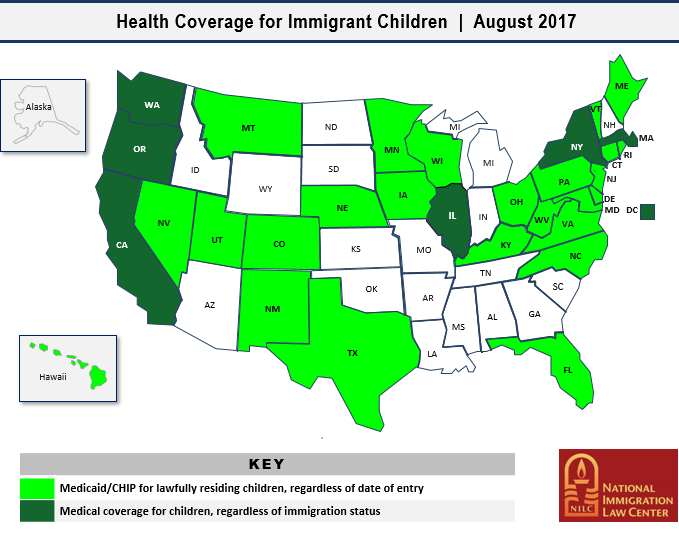 Health Coverage for Immigrant Children | August 2017
Alaska
WA
OR
CA
NV
ID
MT
WY
UT
AZ
CO
NM
ND
SD
NE
KS
OK
TX
MN
IA
MO
AR
LA
WI
IL
MI
MI
IN
OH
KY
TN
MS
AL
GA
FL
SC
NC
VA
WV
PA
NY
VT
NH
ME
MA
RI
CT
NJ
DE
MD
DC
Hawaii
KEY
Medicaid/CHIP for lawfully residing children, regardless of date of entry
Medical coverage for children, regardless of immigration status
NILC
NATIONAL
IMMIGRATION
LAW CENTER